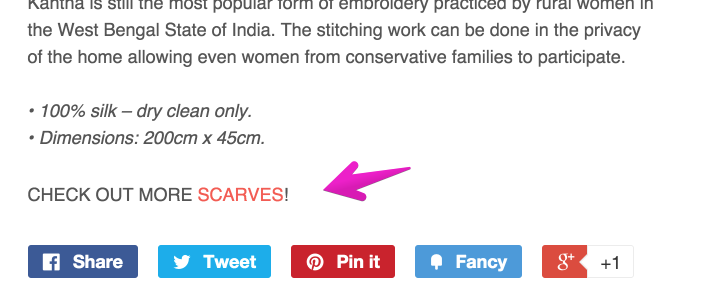 Kantha is still the most popular form of embroidery practiced by rural women in
the West Bengal State of India. The stitching work can be done in the privacy
of the home allowing even women from conservative families to participate.
• 100% silk – dry clean only.
• Dimensions: 200cm x 45cm.
CHECK OUT MORE SCARVES!
Share Tweet Pin it Fancy g+ +1